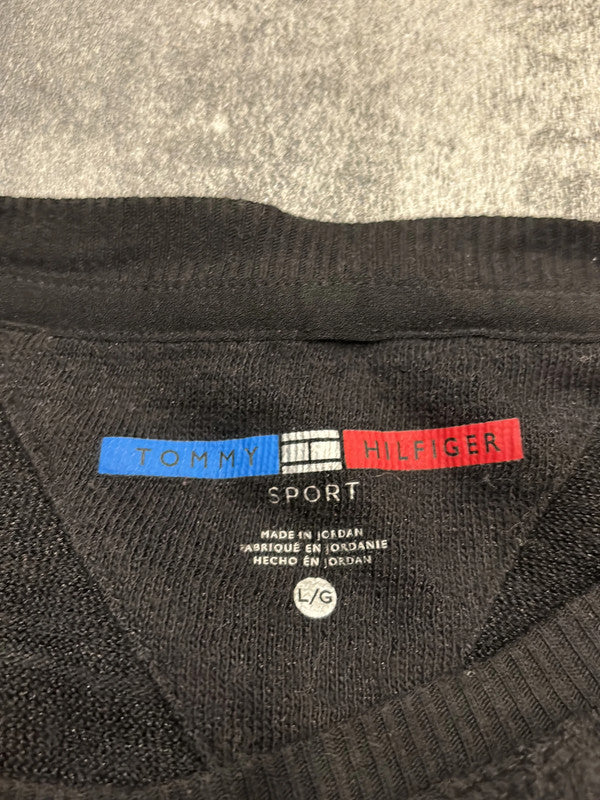 TOMMY HILFIGER
SPORT
MADE IN JORDAN
FABRIQUÉ EN JORDANIE
HECHO EN JORDAN
L/G